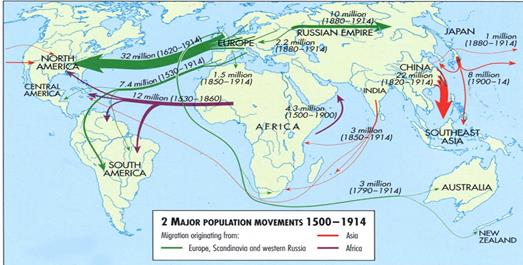 10 million
(1880-1914)
RUSSIAN EMPIRE
JAPAN
1 million
(1880-1914)
32 million (1620-1914)
EUROPE
2.2 million
(1880-1914)
NORTH
AMERICA
7.4 million (1530-1914)
1.5 million
(1850-1914)
CHINA
22 million
(1820-1914)
8 million
(1900-14)
CENTRAL
AMERICA
12 million (1530-1860)
INDIA
4.3 million
(1500-1900)
AFRICA
3 million
(1850-1914)
SOUTHEAST
ASIA
SOUTH
AMERICA
3 million
(1790-1914)
AUSTRALIA
NEW
ZEALAND
2 MAJOR POPULATION MOVEMENTS 1500–1914
Migration originating from:
Asia
Europe, Scandinavia and western Russia
Africa